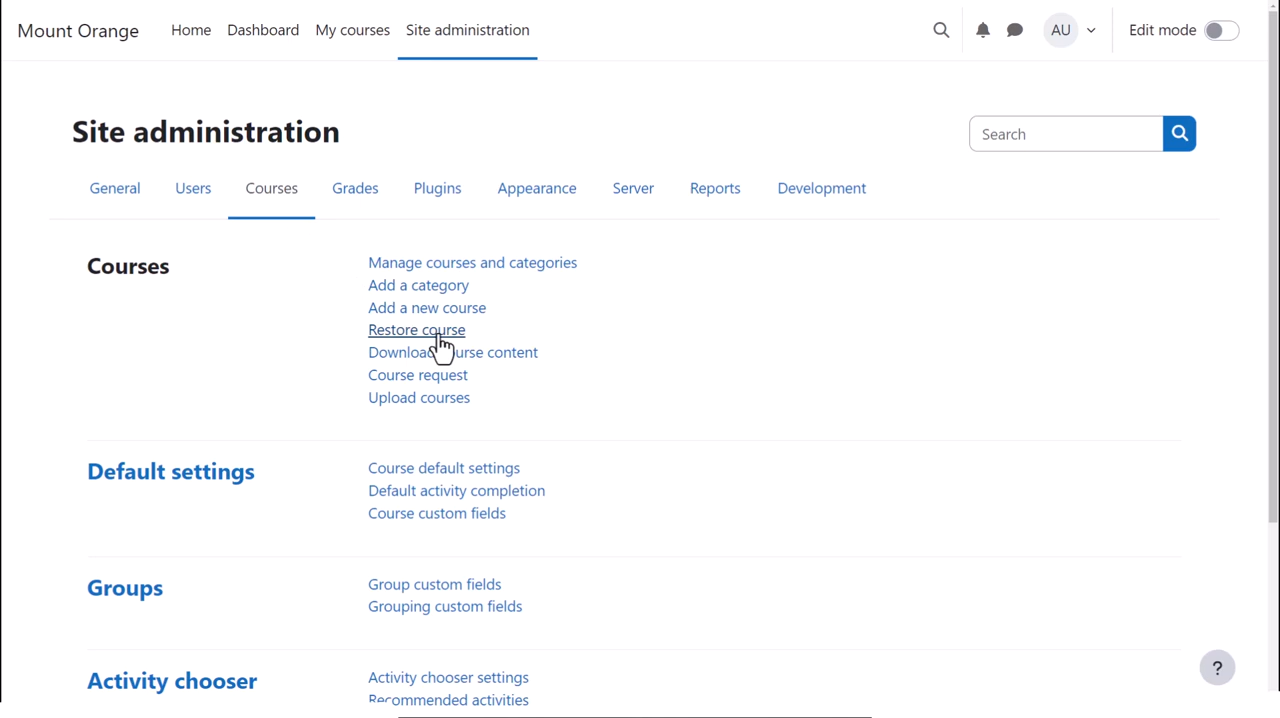 Mount Orange Home Dashboard My courses Site administration AU Edit mode
Site administration
Search
General Users Courses Grades Plugins Appearance Server Reports Development
Courses
Manage courses and categories
Add a category
Add a new course
Restore course
Download course content
Course request
Upload courses
Default settings
Course default settings
Default activity completion
Course custom fields
Groups
Group custom fields
Grouping custom fields
Activity chooser
Activity chooser settings
Recommended activities
?